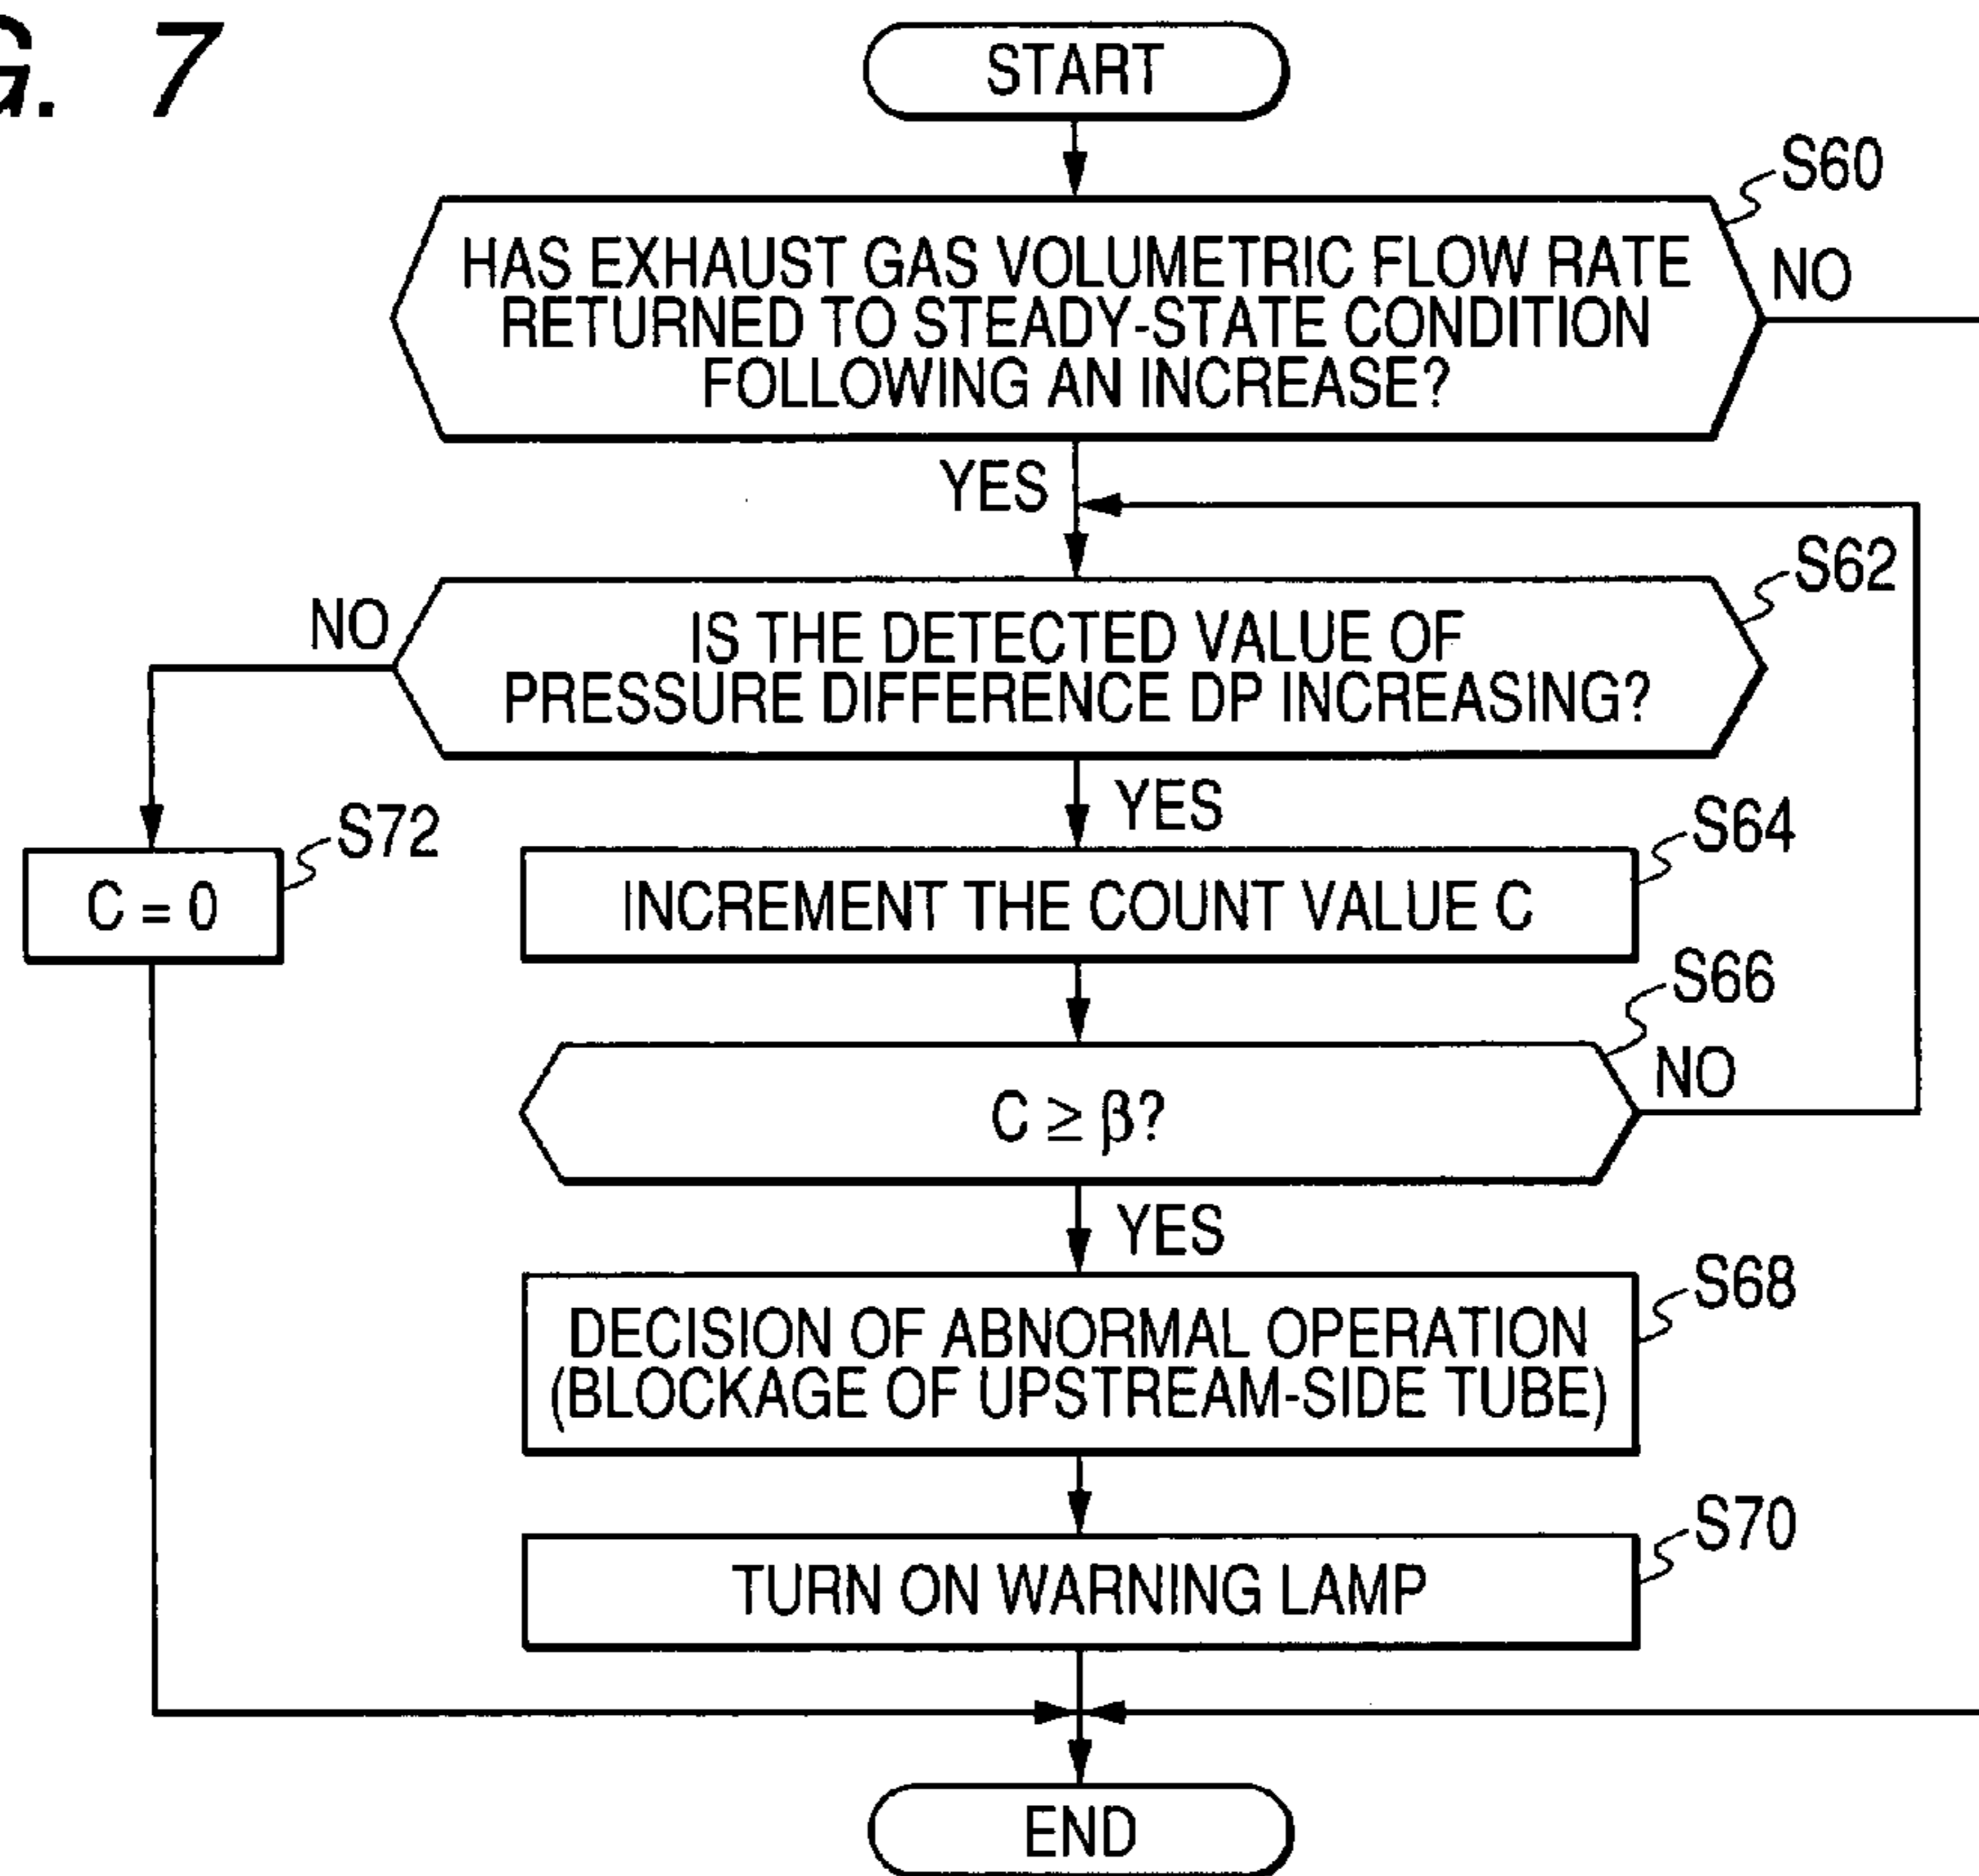 G. 7
START
S60
HAS EXHAUST GAS VOLUMETRIC FLOW RATE
RETURNED TO STEADY-STATE CONDITION
FOLLOWING AN INCREASE?
NO
YES
S62
NO
IS THE DETECTED VALUE OF
PRESSURE DIFFERENCE DP INCREASING?
YES
S72
C = 0
S64
INCREMENT THE COUNT VALUE C
S66
C ≥ β?
NO
YES
S68
DECISION OF ABNORMAL OPERATION
(BLOCKAGE OF UPSTREAM-SIDE TUBE)
S70
TURN ON WARNING LAMP
END